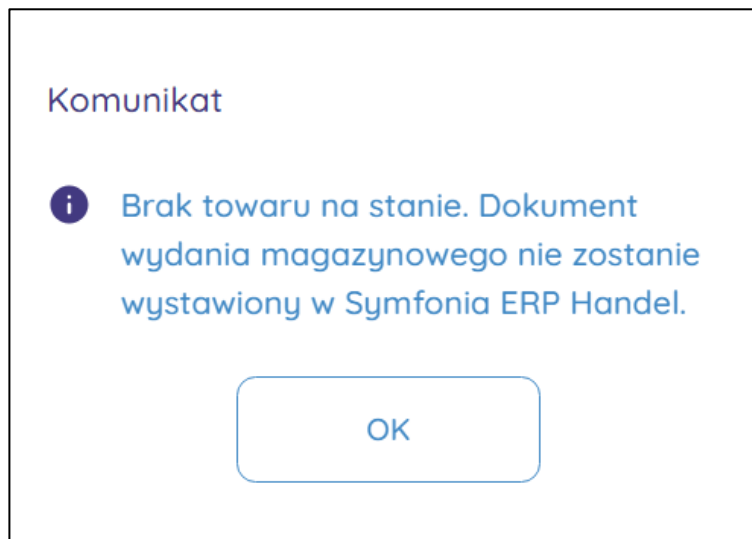 Komunikat
Brak towaru na stanie. Dokument
wydania magazynowego nie zostanie
wystawiony w Symfonia ERP Handel.
OK